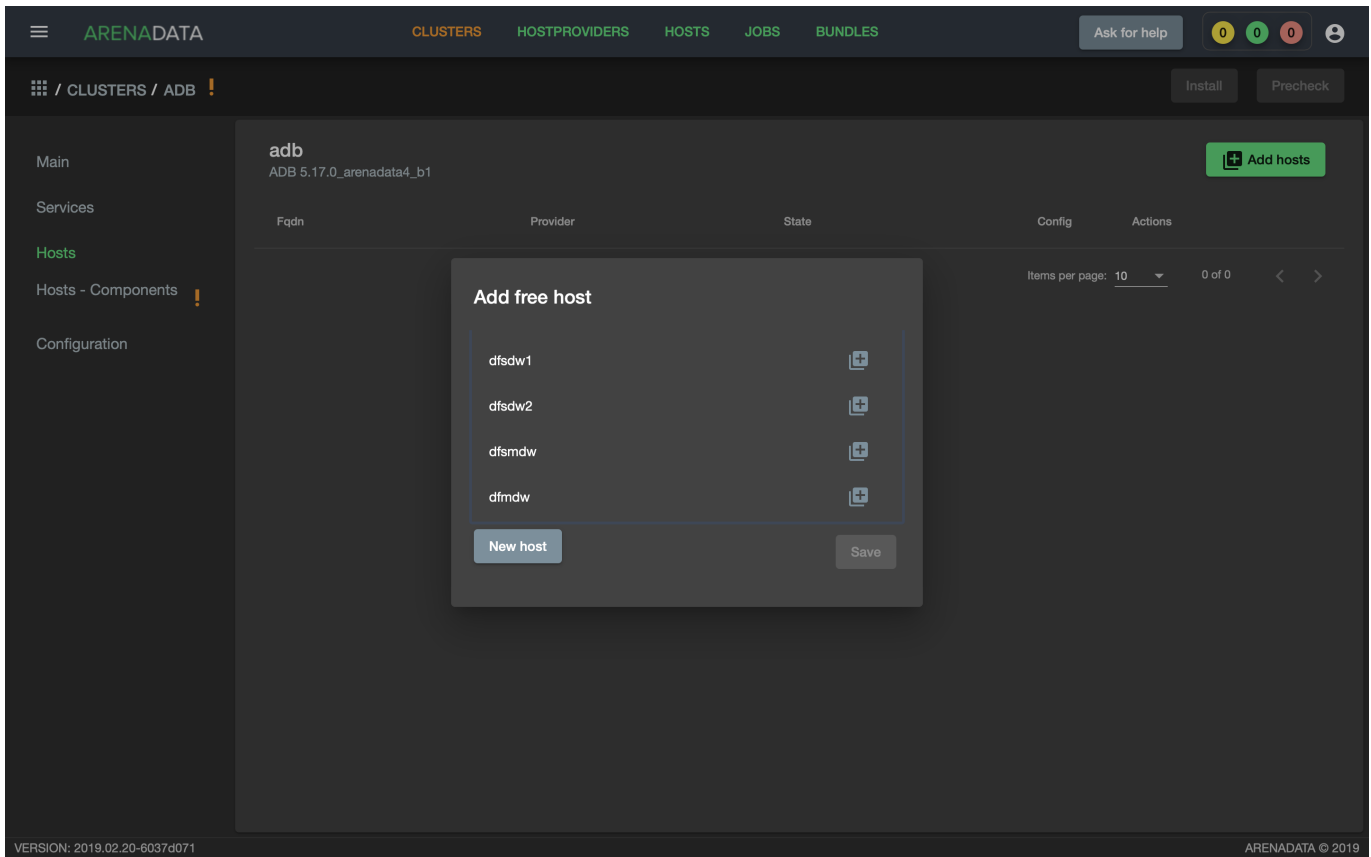 ARENADATA CLUSTERS HOSTPROVIDERS HOSTS JOBS BUNDLES Ask for help 0 0 0
/ CLUSTERS / ADB ! Install Precheck
Main
Services
Hosts
Hosts - Components !
Configuration
adb
ADB 5.17.0_arenadata4_b1
Add hosts
Fqdn Provider State Config Actions
Items per page: 10 0 of 0
Add free host
dfsdw1
dfsdw2
dfsmdw
dfmdw
New host Save
VERSION: 2019.02.20-6037d071 ARENADATA © 2019